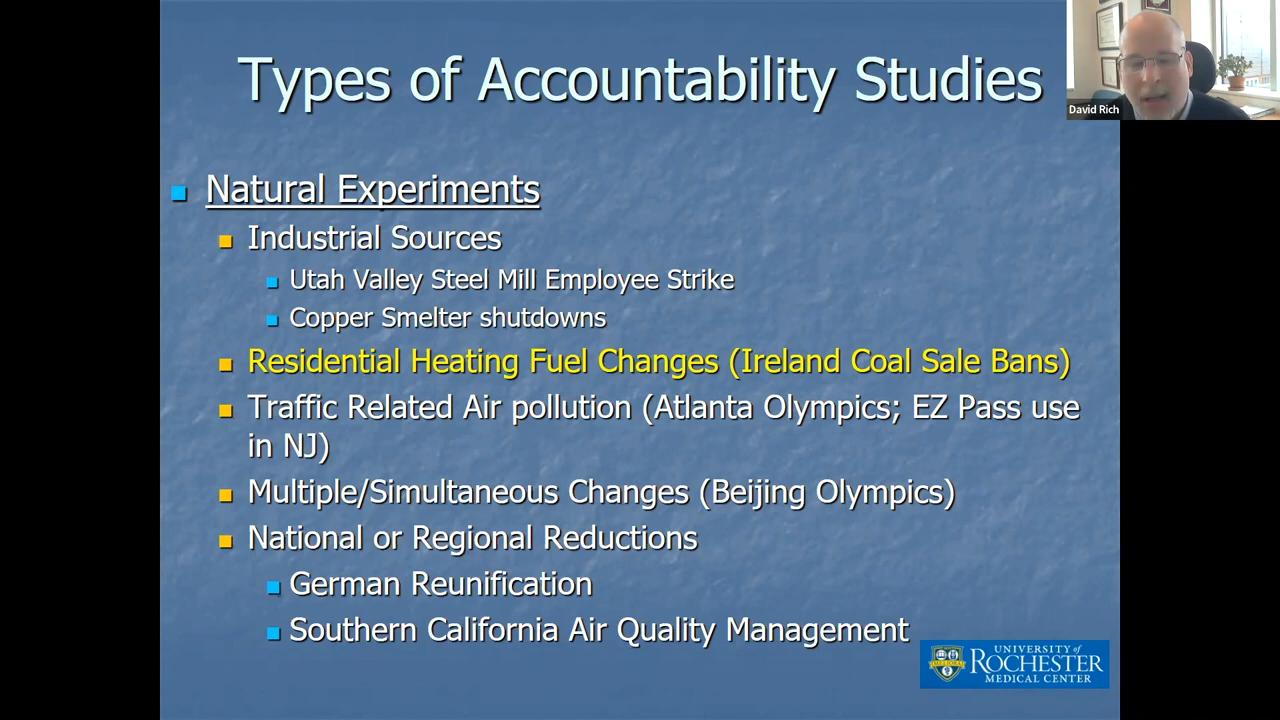 Types of Accountability Studies
David Rich
Natural Experiments
Industrial Sources
Utah Valley Steel Mill Employee Strike
Copper Smelter shutdowns
Residential Heating Fuel Changes (Ireland Coal Sale Bans)
Traffic Related Air pollution (Atlanta Olympics; EZ Pass use
in NJ)
Multiple/Simultaneous Changes (Beijing Olympics)
National or Regional Reductions
German Reunification
Southern California Air Quality Management
UNIVERSITY of
ROCHESTER
MEDICAL CENTER